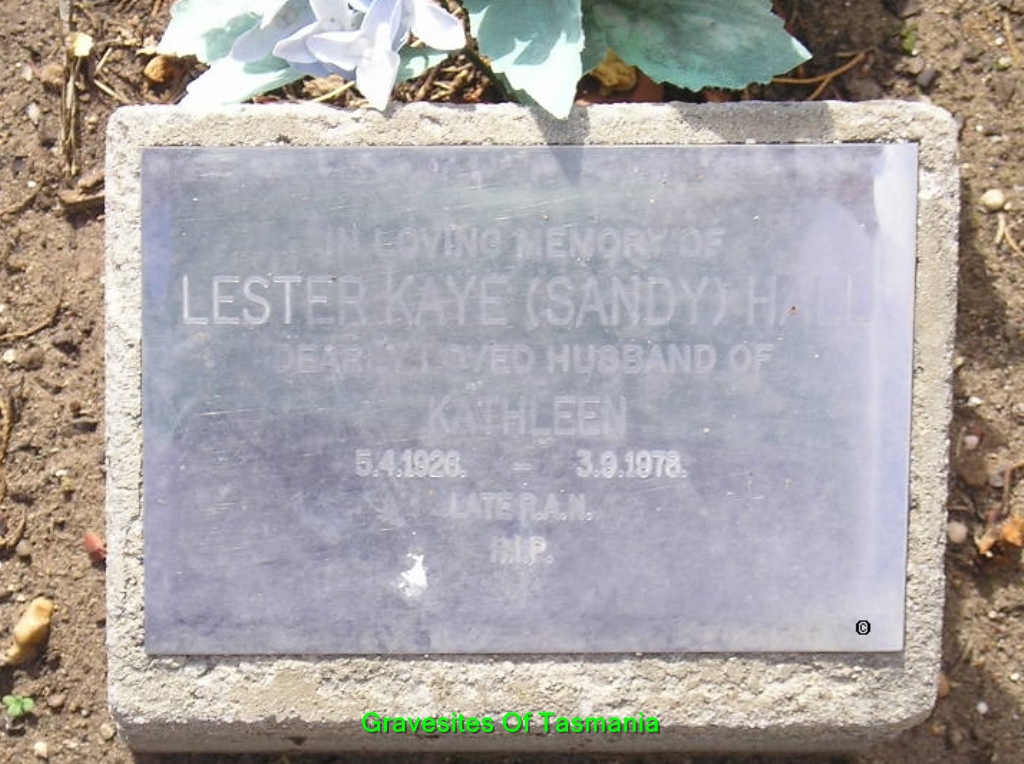 IN LOVING MEMORY OF
LESTER KAYE (SANDY) HALL
DEARLY LOVED HUSBAND OF
KATHLEEN
5.4.1926. – 3.9.1978.
LATE R.A.N.
R.I.P.
©
Gravesites Of Tasmania